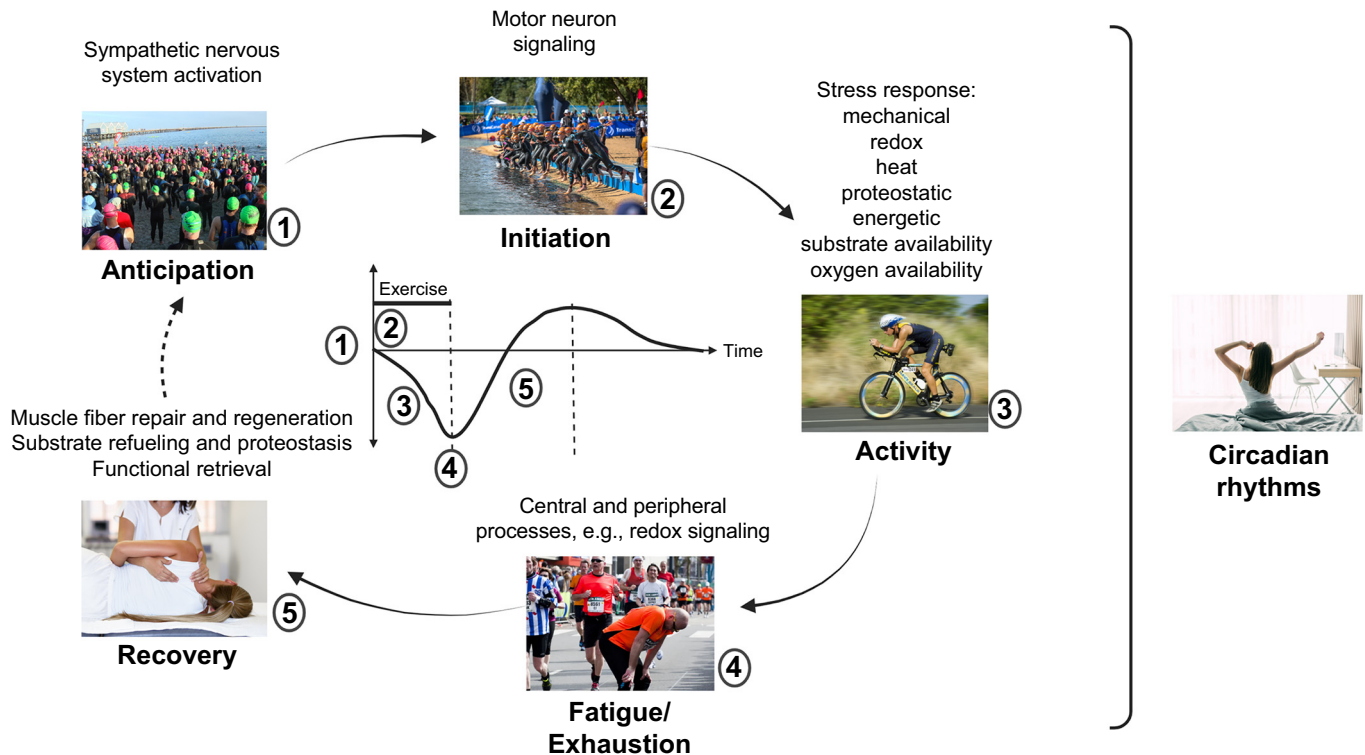 Sympathetic nervous
system activation
1
Anticipation
Motor neuron
signaling
2
Initiation
Stress response:
mechanical
redox
heat
proteostatic
energetic
substrate availability
oxygen availability
3
Activity
Exercise
1
2
3
4
5
Time
Central and peripheral
processes, e.g., redox signaling
4
Fatigue/
Exhaustion
Muscle fiber repair and regeneration
Substrate refueling and proteostasis
Functional retrieval
5
Recovery
Circadian
rhythms